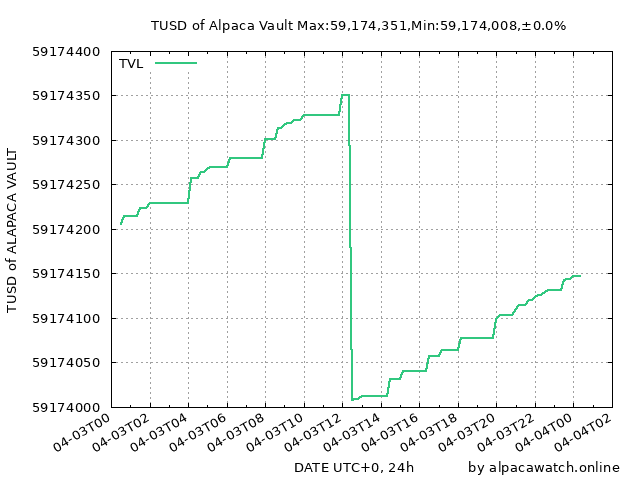 TUSD of Alpaca Vault Max:59,174,351,Min:59,174,008,±0.0%
TVL
59174400
59174350
59174300
59174250
59174200
59174150
59174100
59174050
59174000
TUSD of ALAPACA VAULT
04-03T00
04-03T02
04-03T04
04-03T06
04-03T08
04-03T10
04-03T12
04-03T14
04-03T16
04-03T18
04-03T20
04-03T22
04-04T00
04-04T02
DATE UTC+0, 24h
by alpacawatch.online